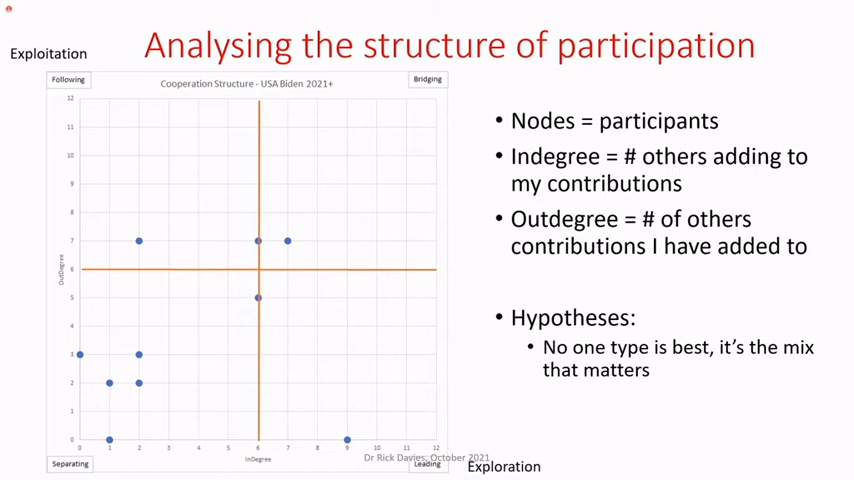 Exploitation
Analysing the structure of participation
Following
Cooperation Structure - USA Biden 2021+
Bridging
12
11
10
9
8
7
6
5
4
3
2
1
0
OutDegree
0 1 2 3 4 5 6 7 8 9 10 11 12
InDegree
Separating
Leading
Dr Rick Davies, October 2021
Exploration
• Nodes = participants
• Indegree = # others adding to
my contributions
• Outdegree = # of others
contributions I have added to
• Hypotheses:
• No one type is best, it’s the mix
that matters